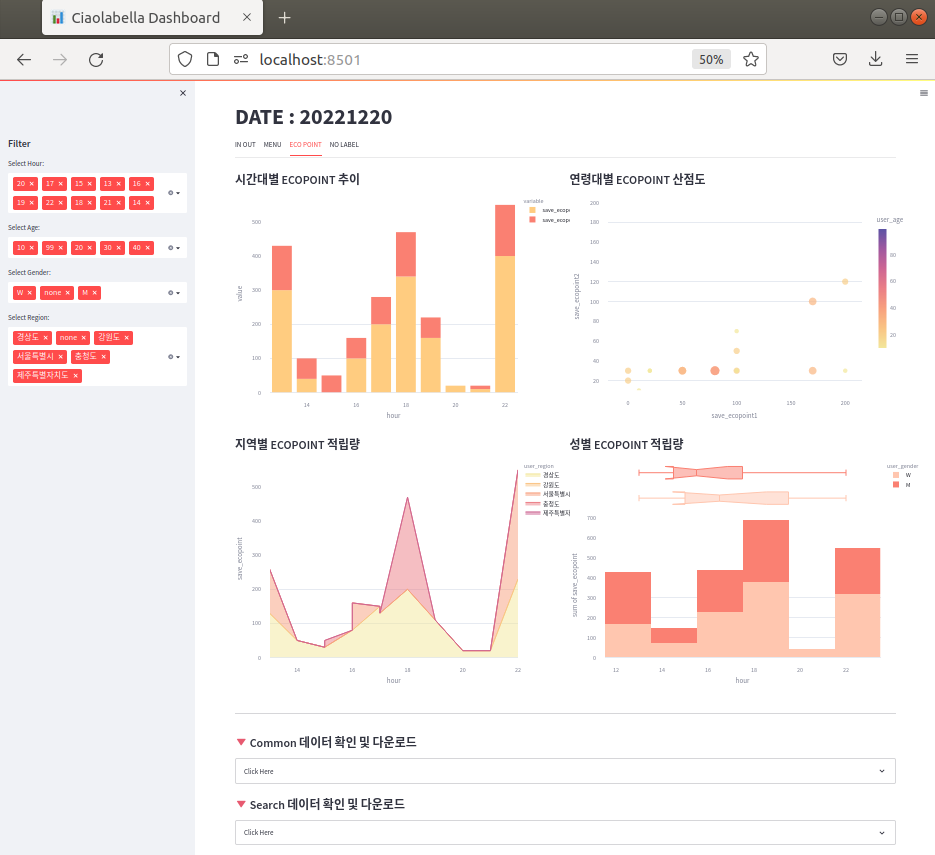 Ciaolabella Dashboard
localhost:8501
50%
Filter
Select Hour:
20 17 15 13 16
19 22 18 21 14
Select Age:
10 99 20 30 40
Select Gender:
W none M
Select Region:
경상도 none 강원도
서울특별시 충청도
제주특별자치도
DATE : 20221220
IN OUT MENU ECO POINT NO LABEL
시간대별 ECOPOINT 추이
variable
save_ecopi
save_ecopi
500
400
300
200
100
0
value
14 16 18 20 22
hour
연령대별 ECOPOINT 산점도
200
180
160
140
120
100
80
60
40
20
save_ecopoint2
0 50 100 150 200
save_ecopoint1
user_age
80
60
40
20
지역별 ECOPOINT 적립량
user_region
경상도
강원도
서울특별시
충청도
제주특별자
500
400
300
200
100
0
save_ecopoint
14 16 18 20 22
hour
성별 ECOPOINT 적립량
user_gender
W
M
700
600
500
400
300
200
100
0
sum of save_ecopoint
12 14 16 18 20 22
hour
Common 데이터 확인 및 다운로드
Click Here
Search 데이터 확인 및 다운로드
Click Here